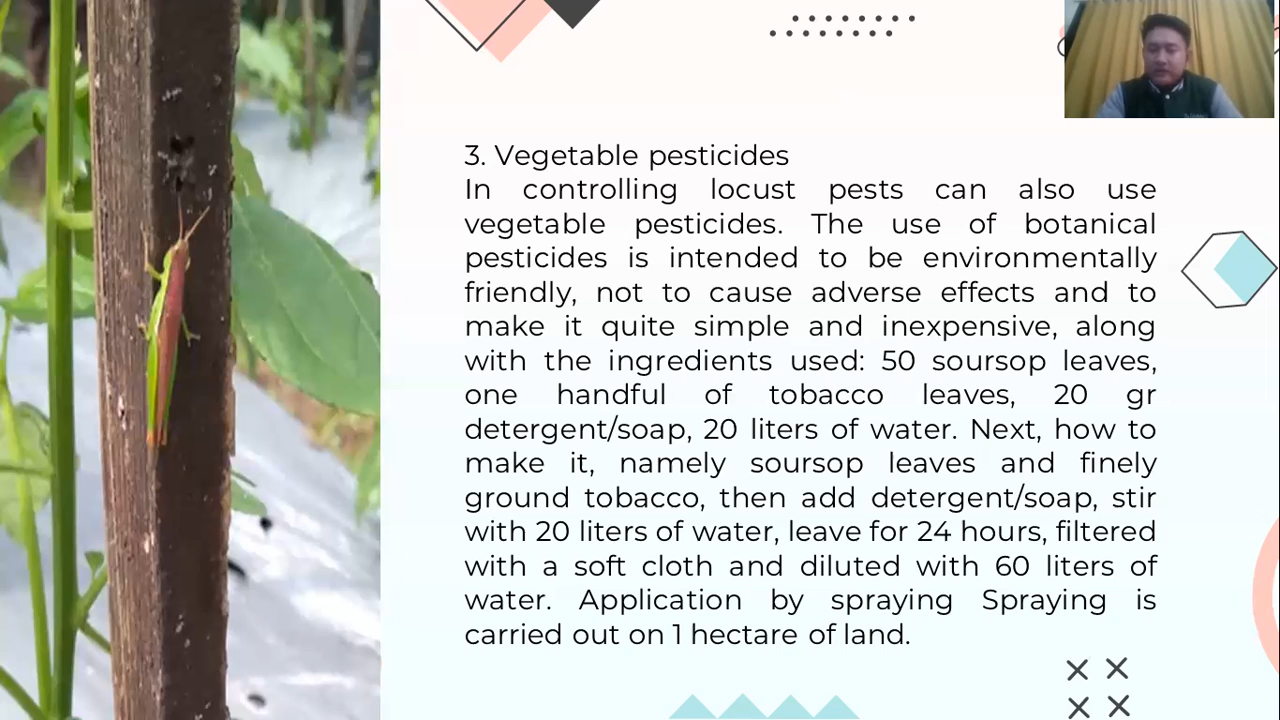 3. Vegetable pesticides
In controlling locust pests can also use
vegetable pesticides. The use of botanical
pesticides is intended to be environmentally
friendly, not to cause adverse effects and to
make it quite simple and inexpensive, along
with the ingredients used: 50 soursop leaves,
one handful of tobacco leaves, 20 gr
detergent/soap, 20 liters of water. Next, how to
make it, namely soursop leaves and finely
ground tobacco, then add detergent/soap, stir
with 20 liters of water, leave for 24 hours, filtered
with a soft cloth and diluted with 60 liters of
water. Application by spraying Spraying is
carried out on 1 hectare of land.